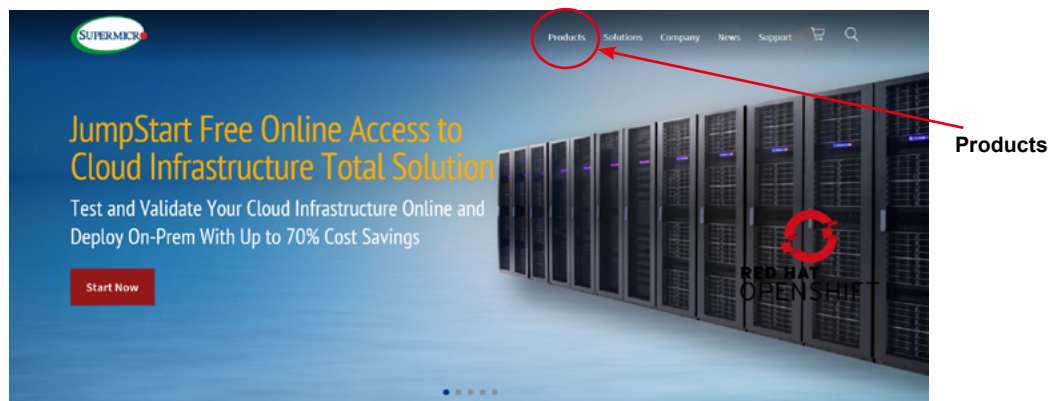 SUPERMICR
Products Solutions Company News Support
JumpStart Free Online Access to
Cloud Infrastructure Total Solution
Test and Validate Your Cloud Infrastructure Online and
Deploy On-Prem With Up to 70% Cost Savings
Start Now
RED HAT
OPENSHIFT
Products